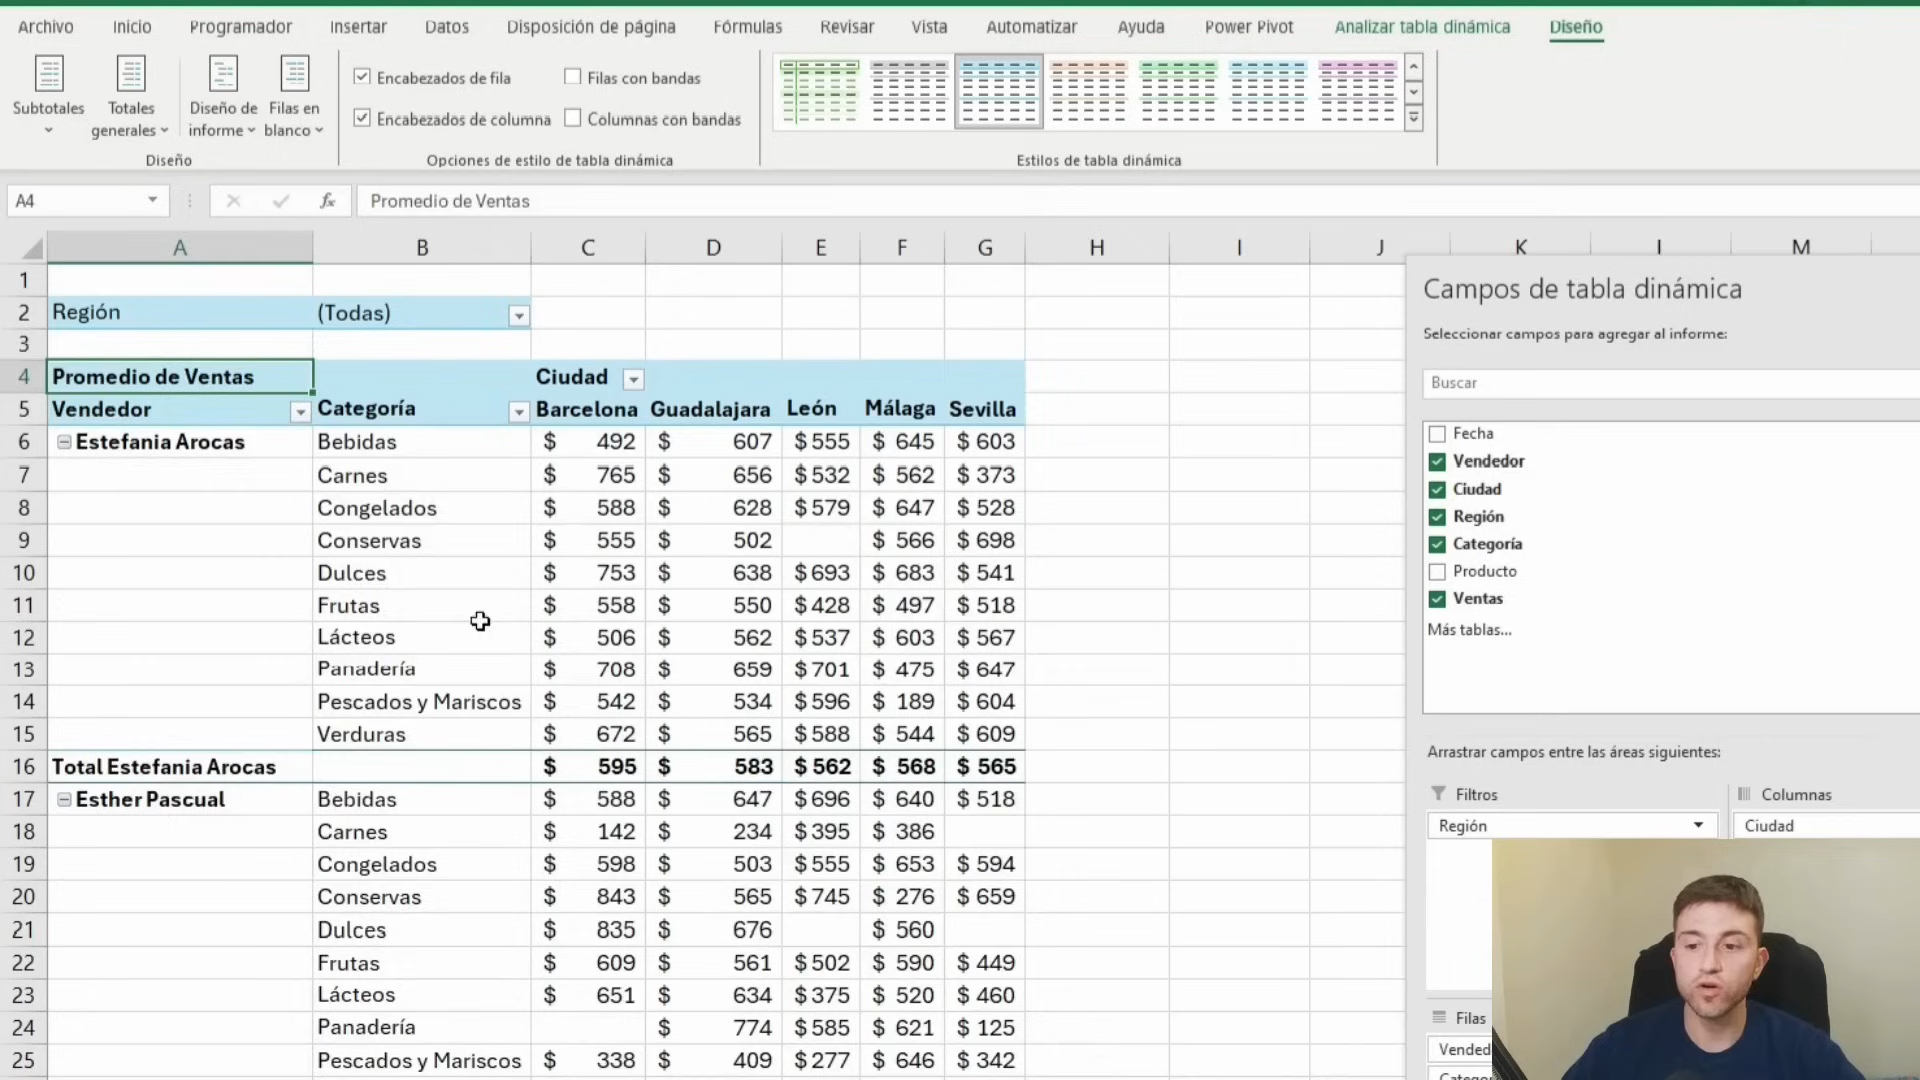 Archivo Inicio Programador Insertar Datos Disposición de página Fórmulas Revisar Vista Automatizar Ayuda Power Pivot Analizar tabla dinámica Diseño
Subtotales
Totales generales
Diseño de informe
Filas en blanco
Diseño
Encabezados de fila
Filas con bandas
Encabezados de columna
Columnas con bandas
Opciones de estilo de tabla dinámica
Estilos de tabla dinámica
A4 fx Promedio de Ventas
A B C D E F G H I J K M
1
2 Región (Todas)
3
4 Promedio de Ventas Ciudad
5 Vendedor Categoría Barcelona Guadalajara León Málaga Sevilla
6 Estefania Arocas Bebidas $ 492 $ 607 $ 555 $ 645 $ 603
7 Carnes $ 765 $ 656 $ 532 $ 562 $ 373
8 Congelados $ 588 $ 628 $ 579 $ 647 $ 528
9 Conservas $ 555 $ 502 $ 566 $ 698
10 Dulces $ 753 $ 638 $ 693 $ 683 $ 541
11 Frutas $ 558 $ 550 $ 428 $ 497 $ 518
12 Lácteos $ 506 $ 562 $ 537 $ 603 $ 567
13 Panadería $ 708 $ 659 $ 701 $ 475 $ 647
14 Pescados y Mariscos $ 542 $ 534 $ 596 $ 189 $ 604
15 Verduras $ 672 $ 565 $ 588 $ 544 $ 609
16 Total Estefania Arocas $ 595 $ 583 $ 562 $ 568 $ 565
17 Esther Pascual Bebidas $ 588 $ 647 $ 696 $ 640 $ 518
18 Carnes $ 142 $ 234 $ 395 $ 386
19 Congelados $ 598 $ 503 $ 555 $ 653 $ 594
20 Conservas $ 843 $ 565 $ 745 $ 276 $ 659
21 Dulces $ 835 $ 676 $ 560
22 Frutas $ 609 $ 561 $ 502 $ 590 $ 449
23 Lácteos $ 651 $ 634 $ 375 $ 520 $ 460
24 Panadería $ 774 $ 585 $ 621 $ 125
25 Pescados y Mariscos $ 338 $ 409 $ 277 $ 646 $ 342
Campos de tabla dinámica
Seleccionar campos para agregar al informe:
Buscar
Fecha
Vendedor
Ciudad
Región
Categoría
Producto
Ventas
Más tablas...
Arrastrar campos entre las áreas siguientes:
Filtros Columnas
Región Ciudad
Filas